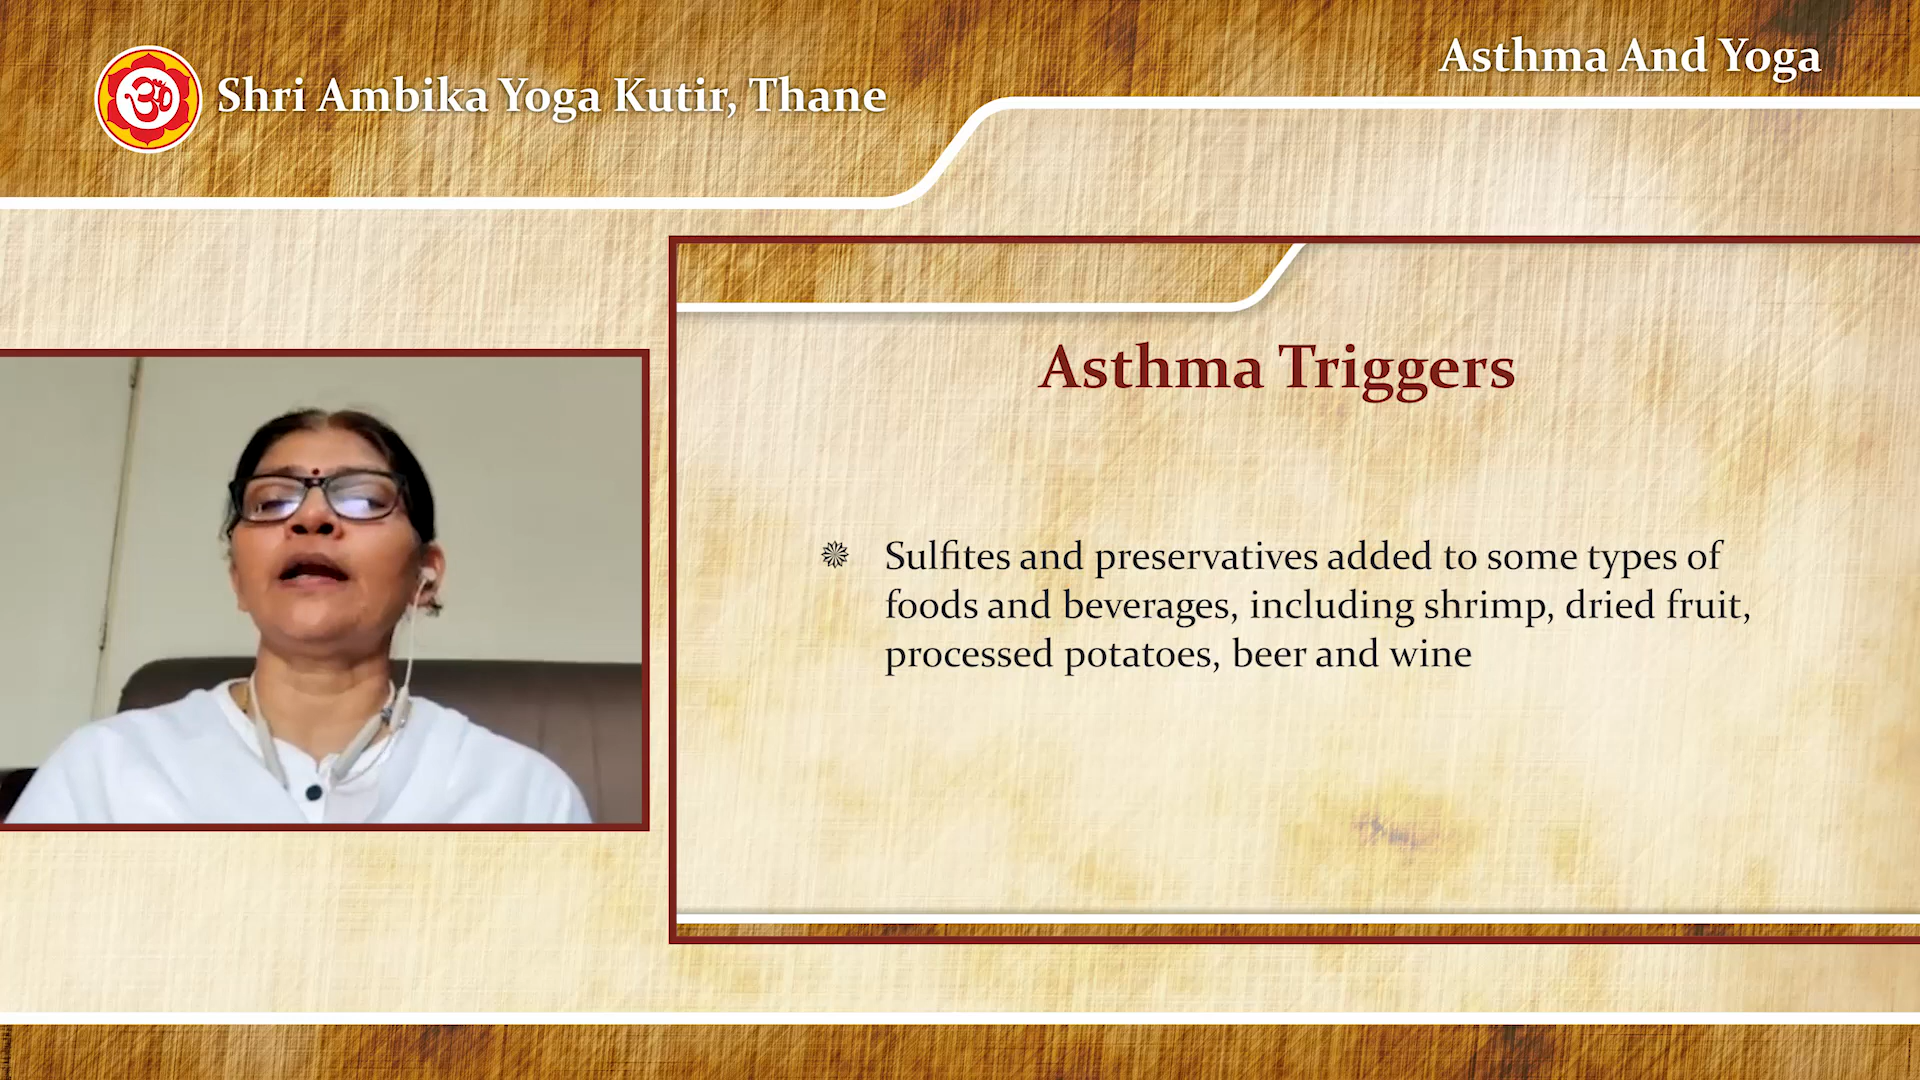 Shri Ambika Yoga Kutir, Thane
Asthma And Yoga
ॐ
Asthma Triggers
Sulfites and preservatives added to some types of
foods and beverages, including shrimp, dried fruit,
processed potatoes, beer and wine